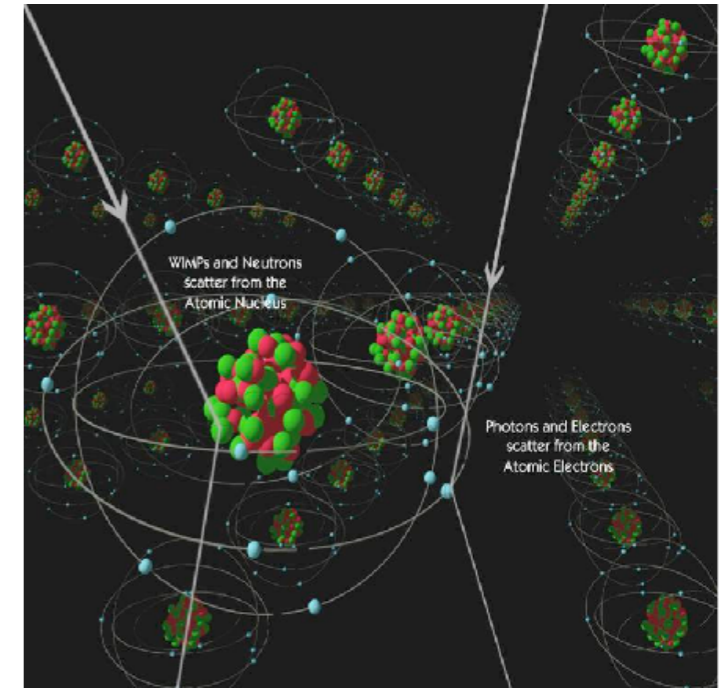 WIMPs and Neutrons
scatter from the
Atomic Nucleus
Photons and Electrons
scatter from the
Atomic Electrons